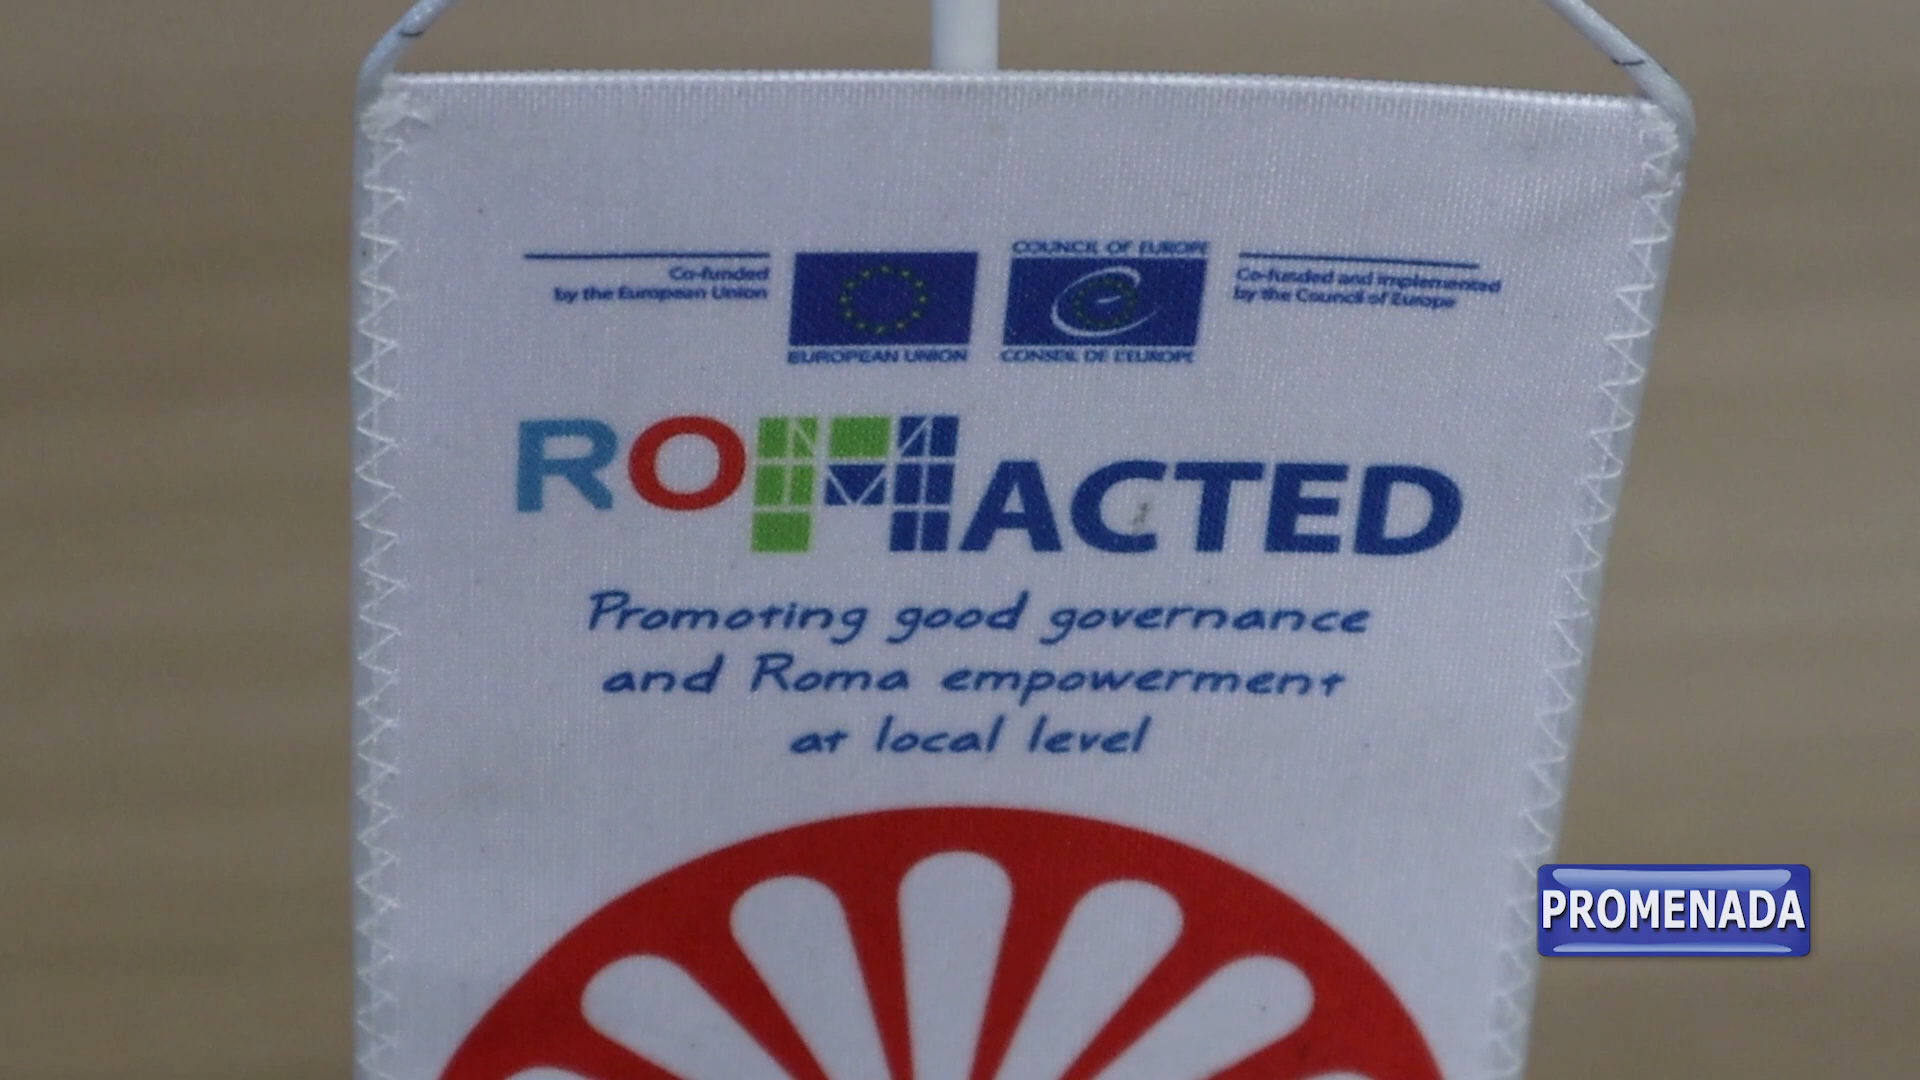 COUNCIL OF EUROPE
Co-funded
by the European Union
Co-funded and implemented
by the Council of Europe
EUROPEAN UNION
CONSEIL DE L'EUROPE
ROMACTED
Promoting good governance
and Roma empowerment
at local level
PROMENADA